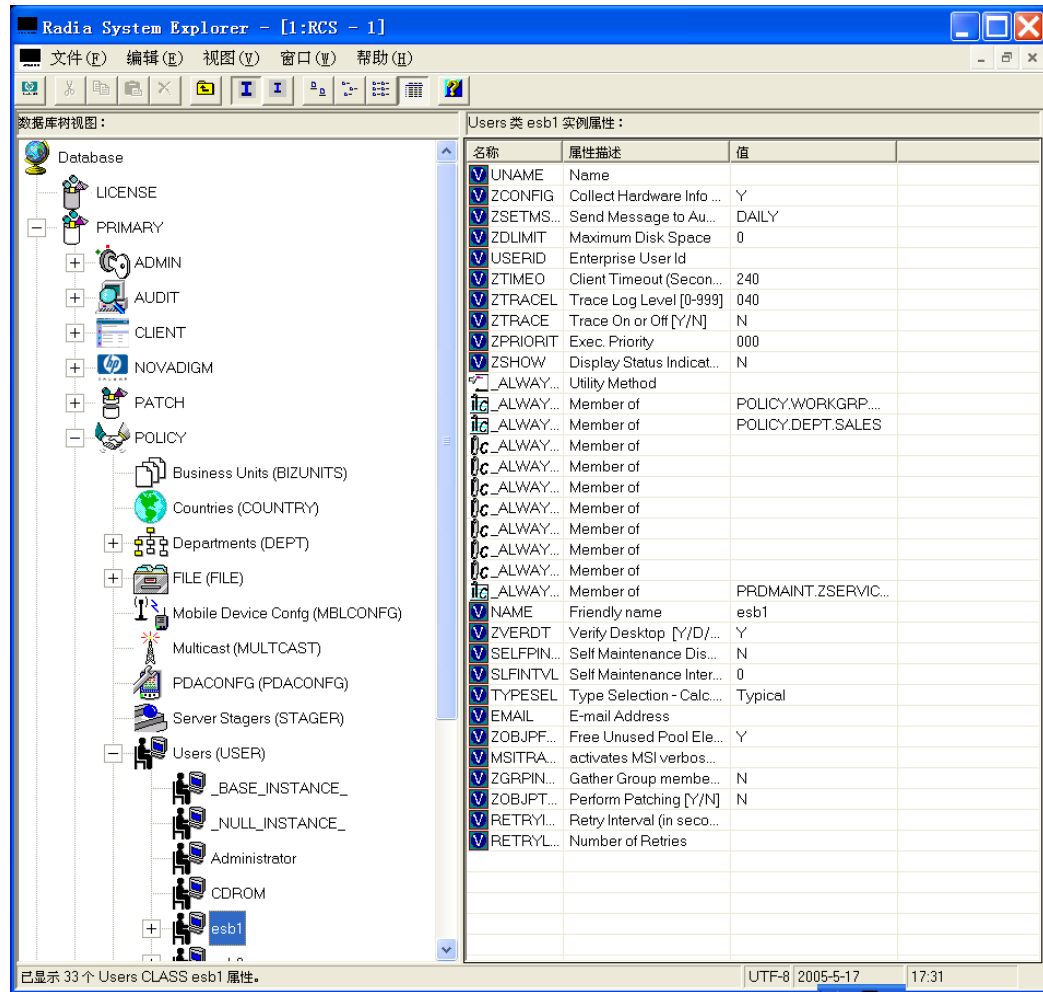 Radia System Explorer - [1:RCS - 1]
文件(F) 编辑(E) 视图(V) 窗口(W) 帮助(H)
数据库树视图：
Database
LICENSE
PRIMARY
ADMIN
AUDIT
CLIENT
NOVADIGM
PATCH
POLICY
Business Units (BIZUNITS)
Countries (COUNTRY)
Departments (DEPT)
FILE (FILE)
Mobile Device Confg (MBLCONFG)
Multicast (MULTCAST)
PDACONFG (PDACONFG)
Server Stagers (STAGER)
Users (USER)
_BASE_INSTANCE_
_NULL_INSTANCE_
Administrator
CDROM
esb1
Users 类 esb1 实例属性：
名称 属性描述 值
UNAME Name
ZCONFIG Collect Hardware Info ... Y
ZSETMS... Send Message to Au... DAILY
ZDLIMIT Maximum Disk Space 0
USERID Enterprise User Id
ZTIMEO Client Timeout (Secon... 240
ZTRACEL Trace Log Level [0-999] 040
ZTRACE Trace On or Off [Y/N] N
ZPRIORIT Exec. Priority 000
ZSHOW Display Status Indicat... N
_ALWAY... Utility Method
_ALWAY... Member of POLICY.WORKGRP....
_ALWAY... Member of POLICY.DEPT.SALES
_ALWAY... Member of
_ALWAY... Member of
_ALWAY... Member of
_ALWAY... Member of
_ALWAY... Member of
_ALWAY... Member of
_ALWAY... Member of
_ALWAY... Member of PRDMAINT.ZSERVIC...
NAME Friendly name esb1
ZVERDT Verify Desktop [Y/D/... Y
SELFPIN... Self Maintenance Dis... N
SLFINTVL Self Maintenance Inter... 0
TYPESEL Type Selection - Calc.... Typical
EMAIL E-mail Address
ZOBJPF... Free Unused Pool Ele... Y
MSITRA... activates MSI verbos...
ZGRPIN... Gather Group membe... N
ZOBJPT... Perform Patching [Y/N] N
RETRYI... Retry Interval (in seco...
RETRYL... Number of Retries
已显示 33 个 Users CLASS esb1 属性。
UTF-8 2005-5-17 17:31